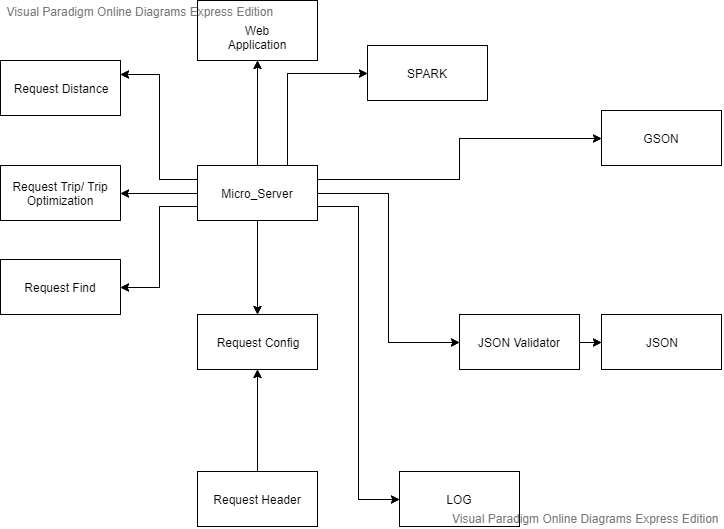 Visual Paradigm Online Diagrams Express Edition
Web
Application
SPARK
Request Distance
GSON
Request Trip/ Trip
Optimization
Micro_Server
Request Find
Request Config
JSON Validator
JSON
Request Header
LOG
Visual Paradigm Online Diagrams Express Edition